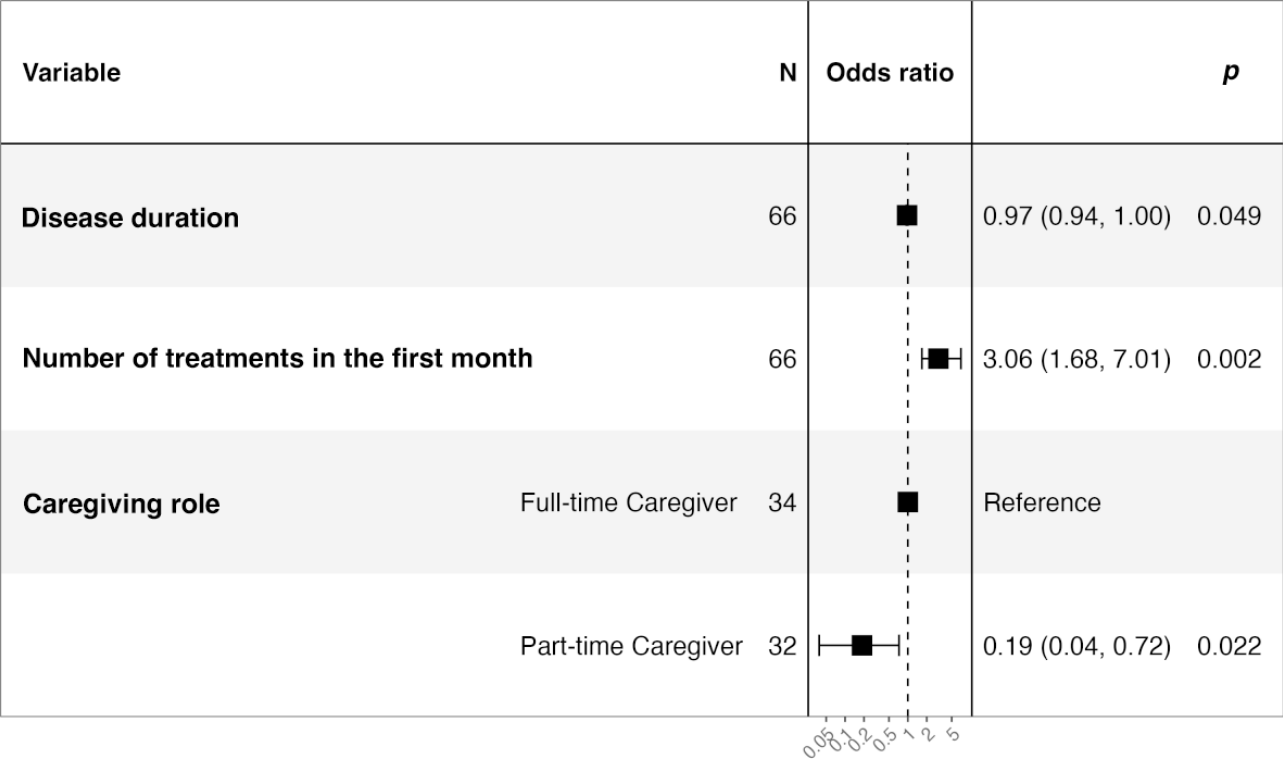 Variable N Odds ratio p
Disease duration 66 0.97 (0.94, 1.00) 0.049
Number of treatments in the first month 66 3.06 (1.68, 7.01) 0.002
Caregiving role Full-time Caregiver 34 Reference
Part-time Caregiver 32 0.19 (0.04, 0.72) 0.022
0.05 0.1 0.2 0.5 1 2 5